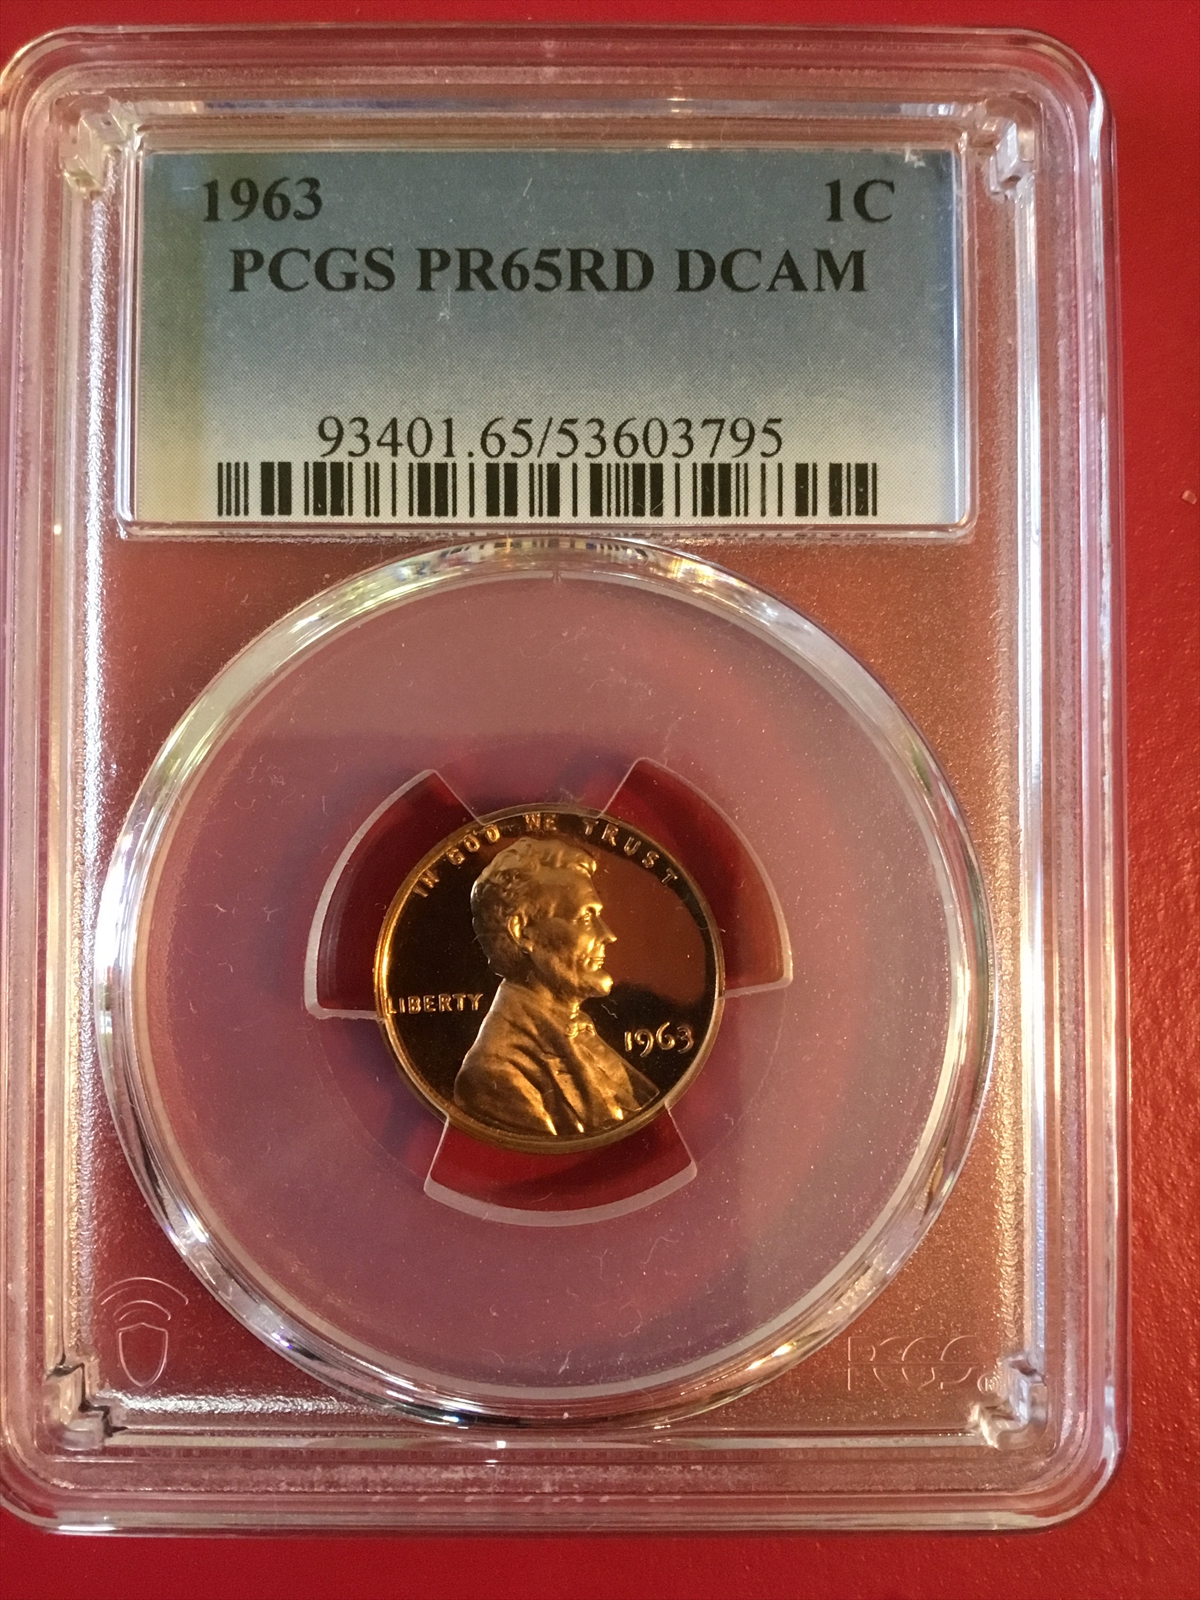 1963 1C
PCGS PR65RD DCAM
93401.65/53603795
IN GOD WE TRUST
LIBERTY
1963
PCGS